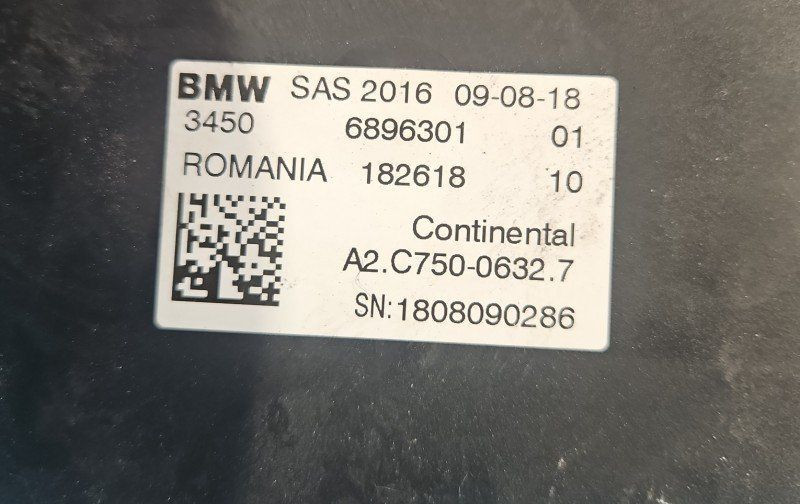 BMW SAS 2016 09-08-18
3450 6896301 01
ROMANIA 182618 10
Continental
A2.C750-0632.7
SN:1808090286